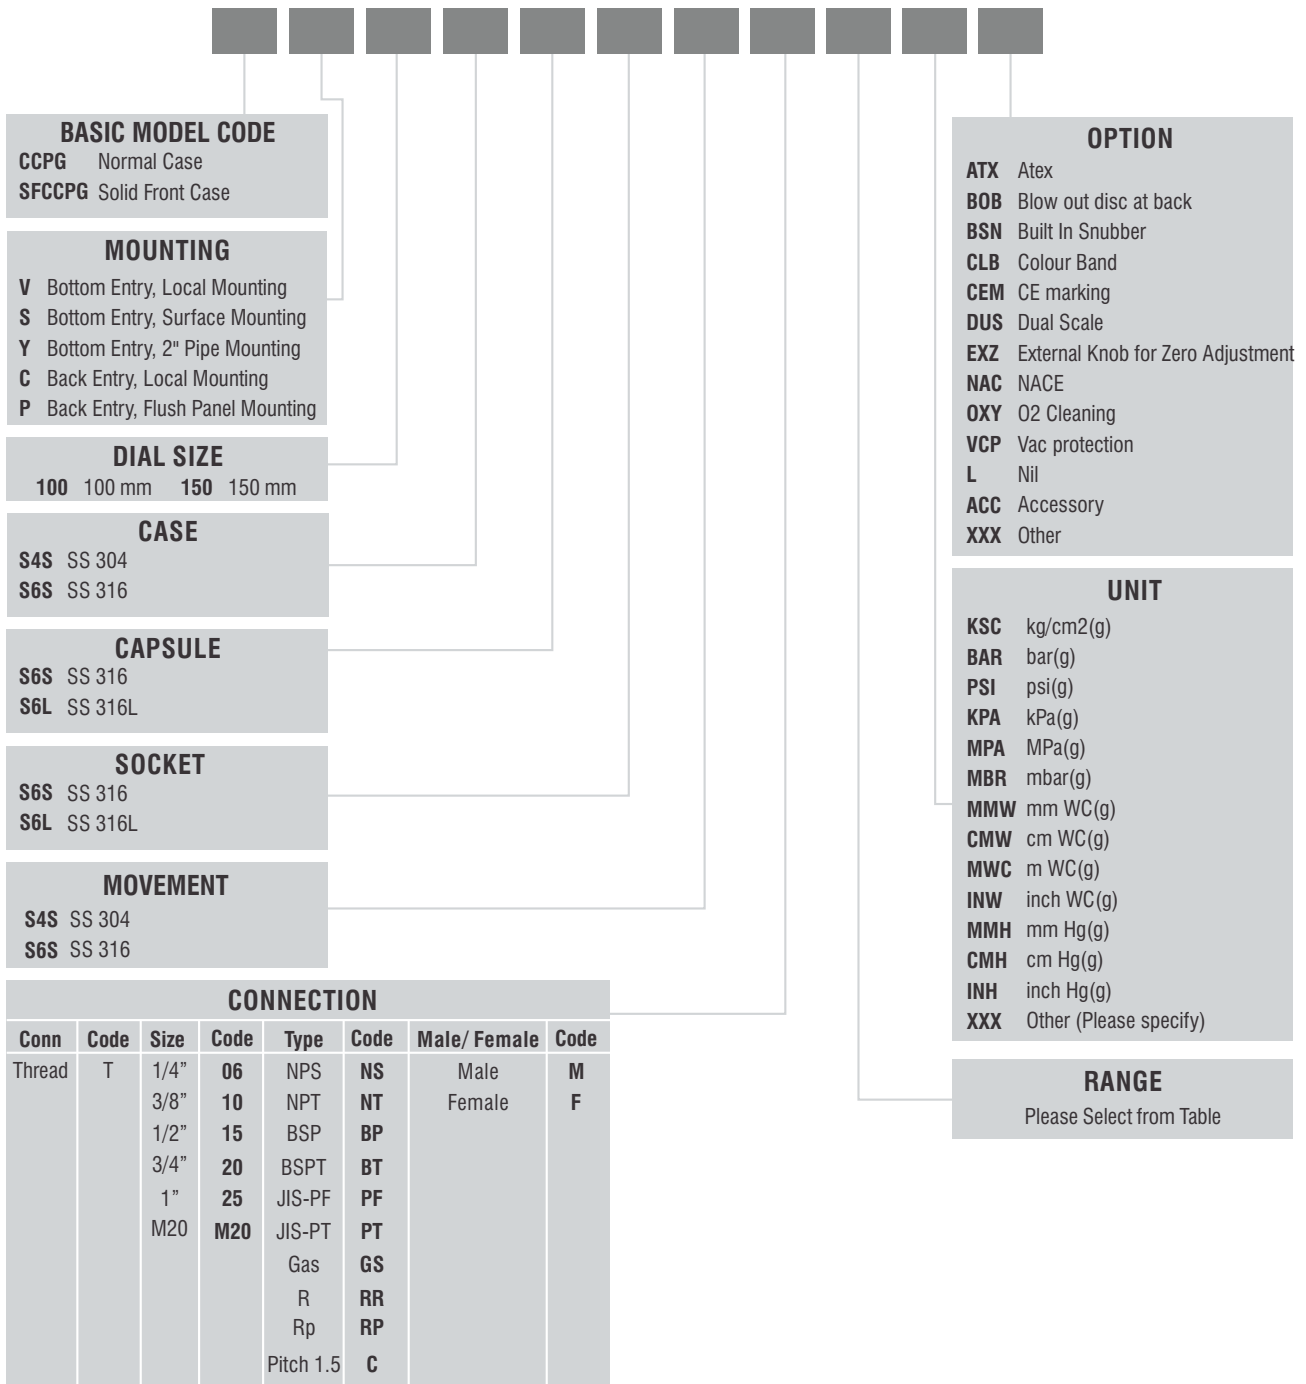 BASIC MODEL CODE
CCPG Normal Case
SFCCPG Solid Front Case
MOUNTING
V Bottom Entry, Local Mounting
S Bottom Entry, Surface Mounting
Y Bottom Entry, 2" Pipe Mounting
C Back Entry, Local Mounting
P Back Entry, Flush Panel Mounting
DIAL SIZE
100 100 mm 150 150 mm
CASE
S4S SS 304
S6S SS 316
CAPSULE
S6S SS 316
S6L SS 316L
SOCKET
S6S SS 316
S6L SS 316L
MOVEMENT
S4S SS 304
S6S SS 316
CONNECTION
Conn Code Size Code Type Code Male/ Female Code
Thread T 1/4” 06 NPS NS Male M
3/8” 10 NPT NT Female F
1/2” 15 BSP BP
3/4” 20 BSPT BT
1” 25 JIS-PF PF
M20 M20 JIS-PT PT
Gas GS
R RR
Rp RP
Pitch 1.5 C
OPTION
ATX Atex
BOB Blow out disc at back
BSN Built In Snubber
CLB Colour Band
CEM CE marking
DUS Dual Scale
EXZ External Knob for Zero Adjustment
NAC NACE
OXY O2 Cleaning
VCP Vac protection
L Nil
ACC Accessory
XXX Other
UNIT
KSC kg/cm2(g)
BAR bar(g)
PSI psi(g)
KPA kPa(g)
MPA MPa(g)
MBR mbar(g)
MMW mm WC(g)
CMW cm WC(g)
MWC m WC(g)
INW inch WC(g)
MMH mm Hg(g)
CMH cm Hg(g)
INH inch Hg(g)
XXX Other (Please specify)
RANGE
Please Select from Table